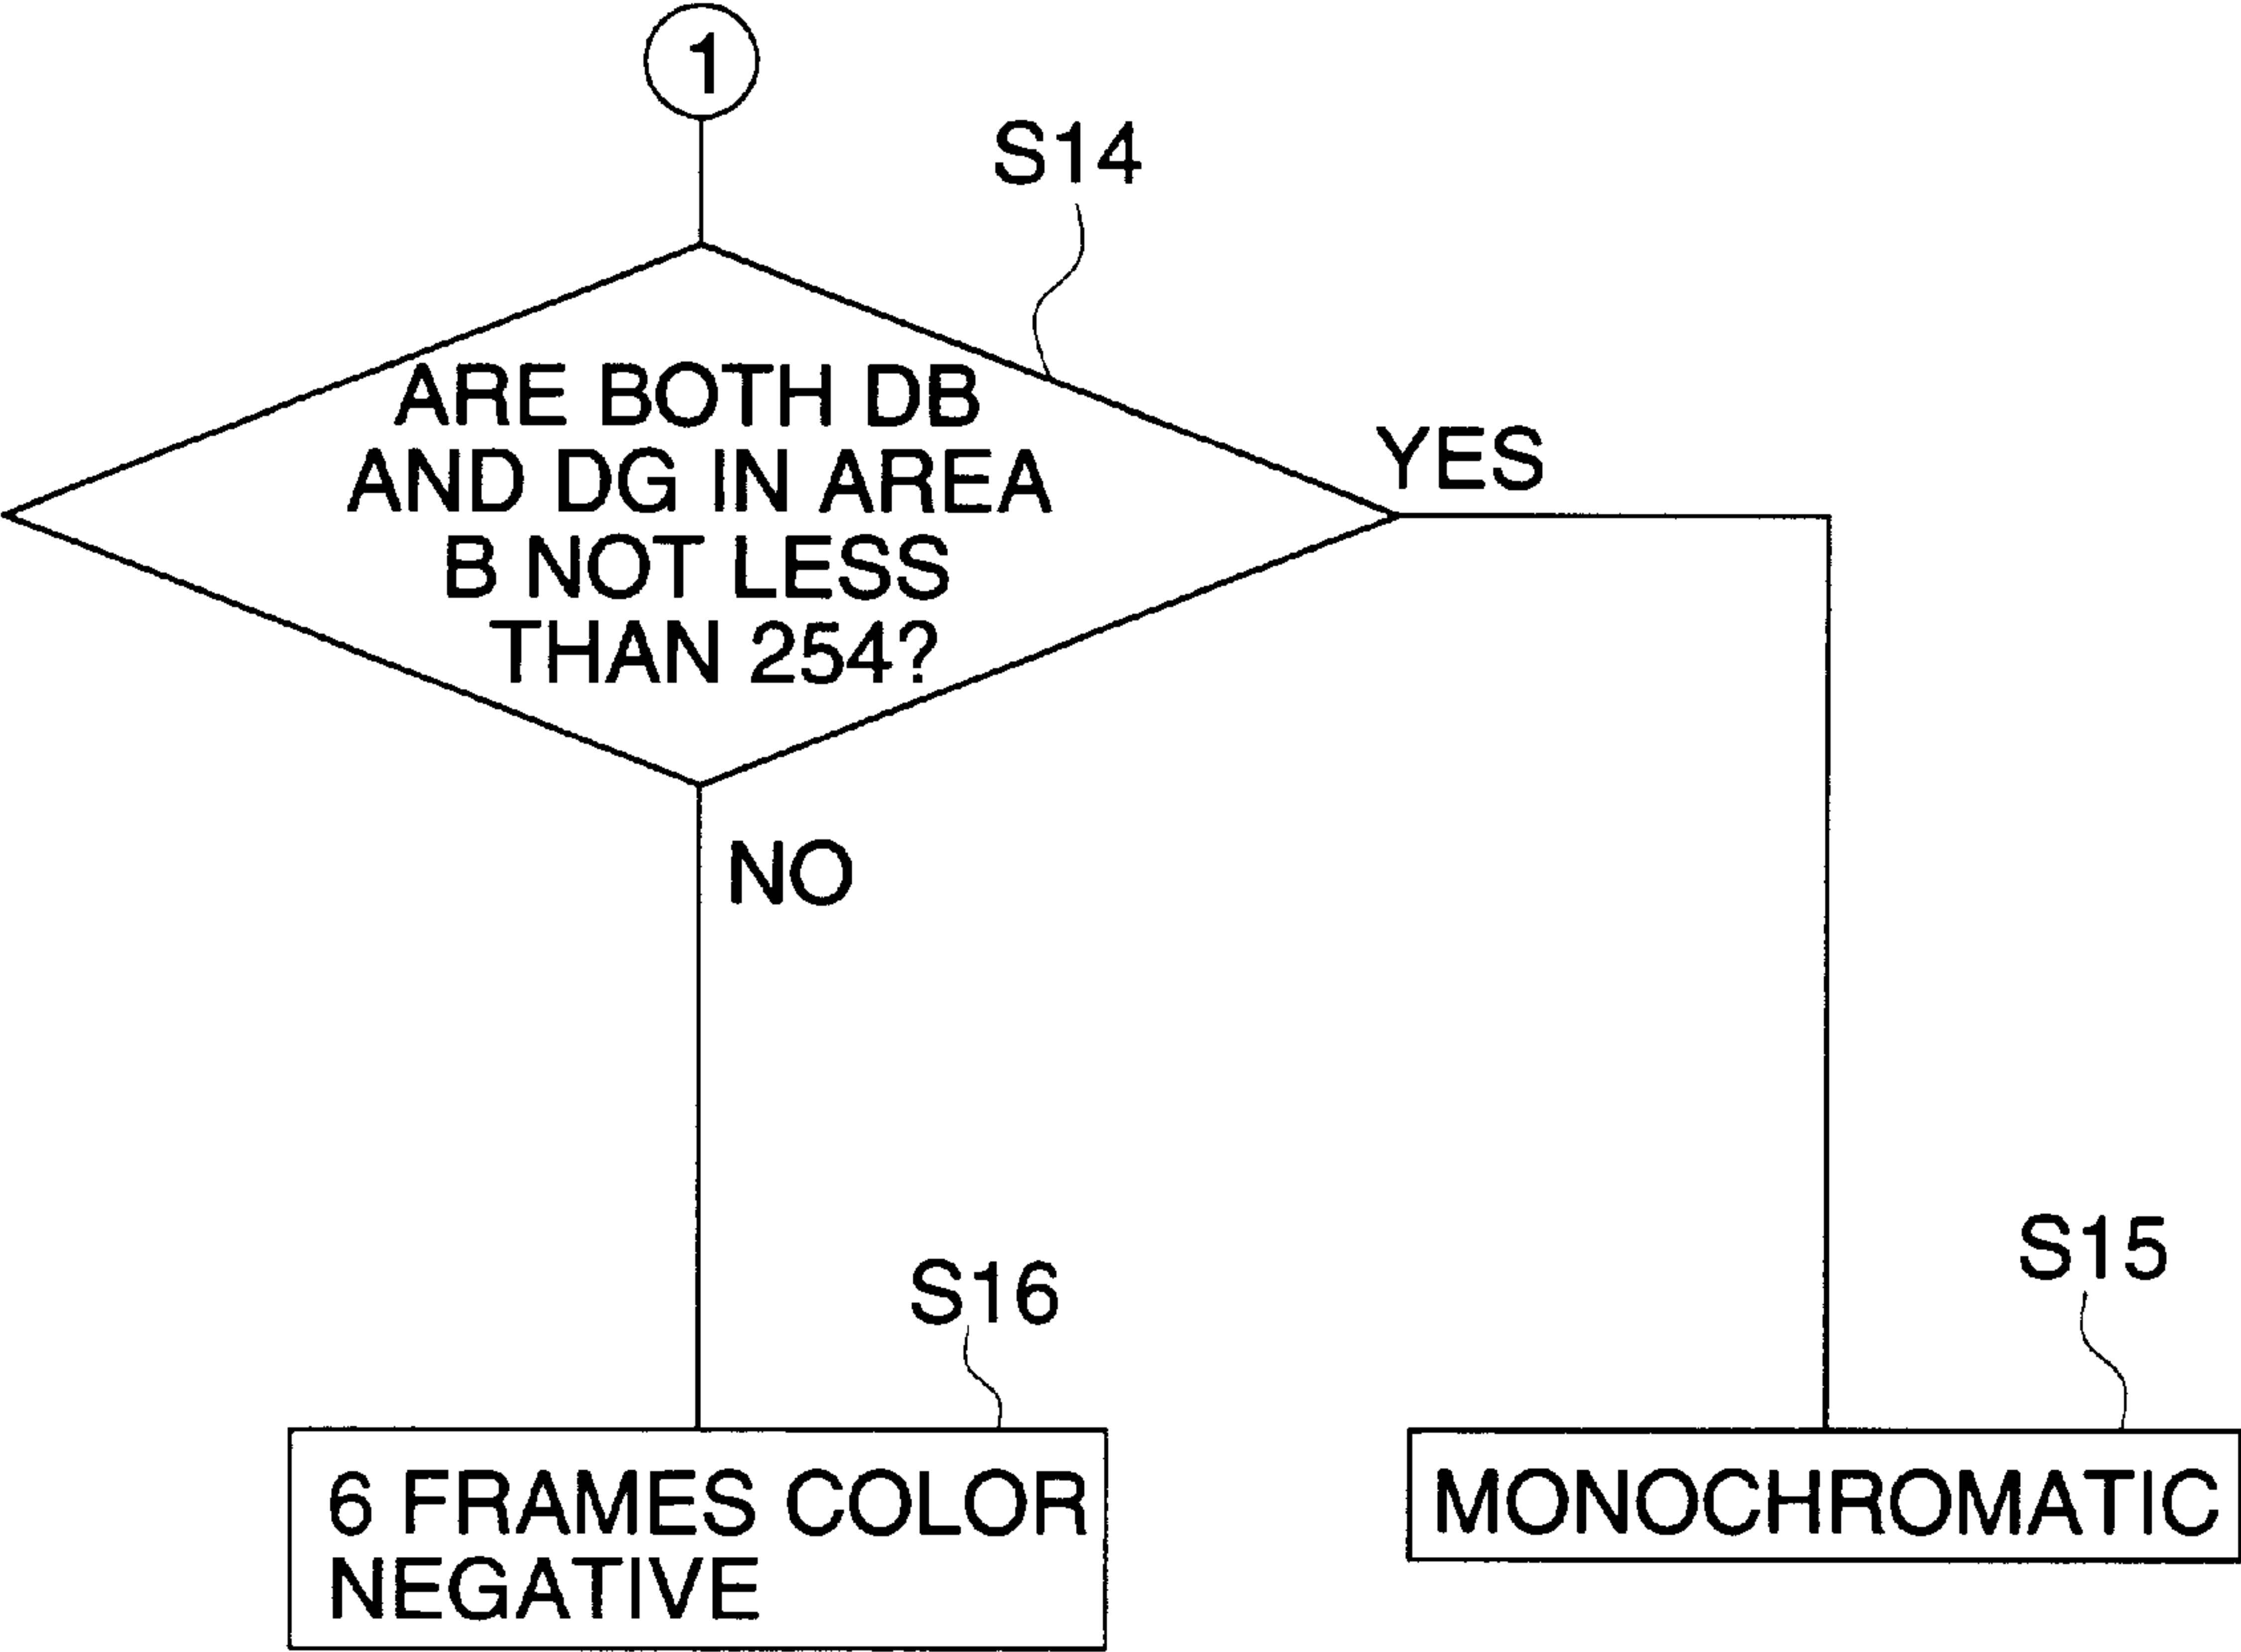 1
S14
ARE BOTH DB
AND DG IN AREA
B NOT LESS
THAN 254?
YES
NO
S16
S15
6 FRAMES COLOR
NEGATIVE
MONOCHROMATIC